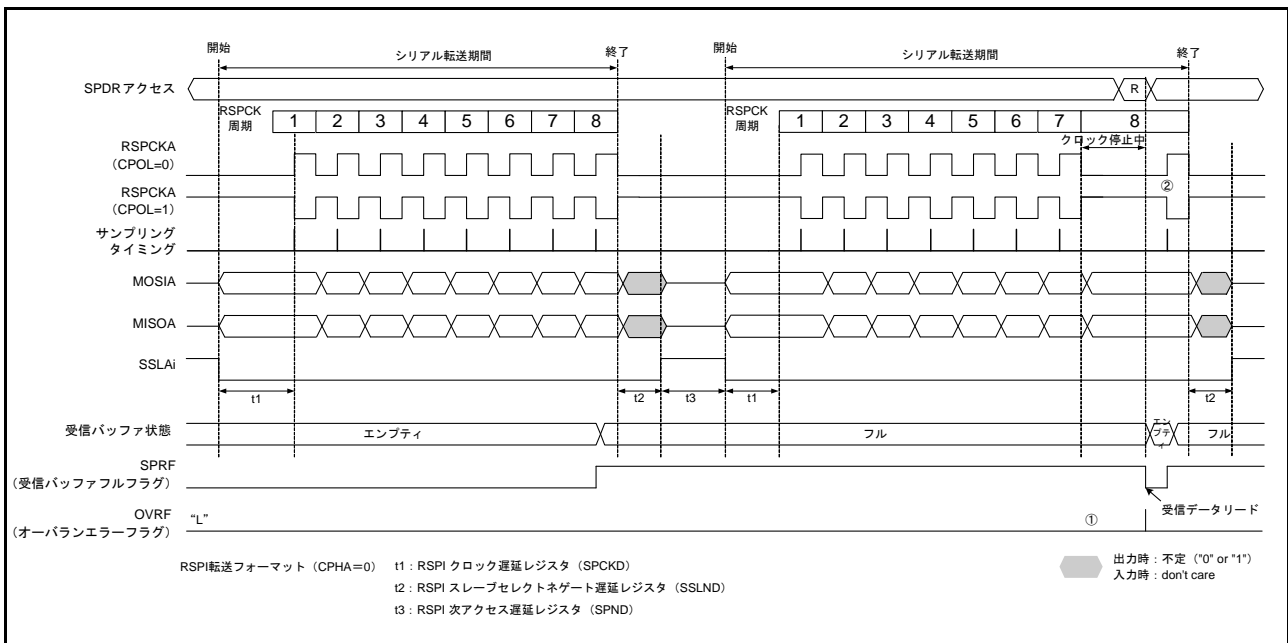 開始
シリアル転送期間
終了
開始
シリアル転送期間
終了
SPDRアクセス
R
RSPCK
周期
1 2 3 4 5 6 7 8
RSPCK
周期
1 2 3 4 5 6 7 8
クロック停止中
RSPCKA
（CPOL=0）
RSPCKA
（CPOL=1）
②
サンプリング
タイミング
MOSIA
MISOA
SSLAi
t1
t2
t3
t1
t2
受信バッファ状態
エンプティ
フル
エンプティ
フル
SPRF
（受信バッファフルフラグ）
受信データリード
OVRF
（オーバランエラーフラグ）
“L”
①
RSPI転送フォーマット（CPHA＝0）
t1：RSPI クロック遅延レジスタ（SPCKD）
t2：RSPI スレーブセレクトネゲート遅延レジスタ（SSLND）
t3：RSPI 次アクセス遅延レジスタ（SPND）
出力時：不定（"0" or "1"）
入力時：don't care